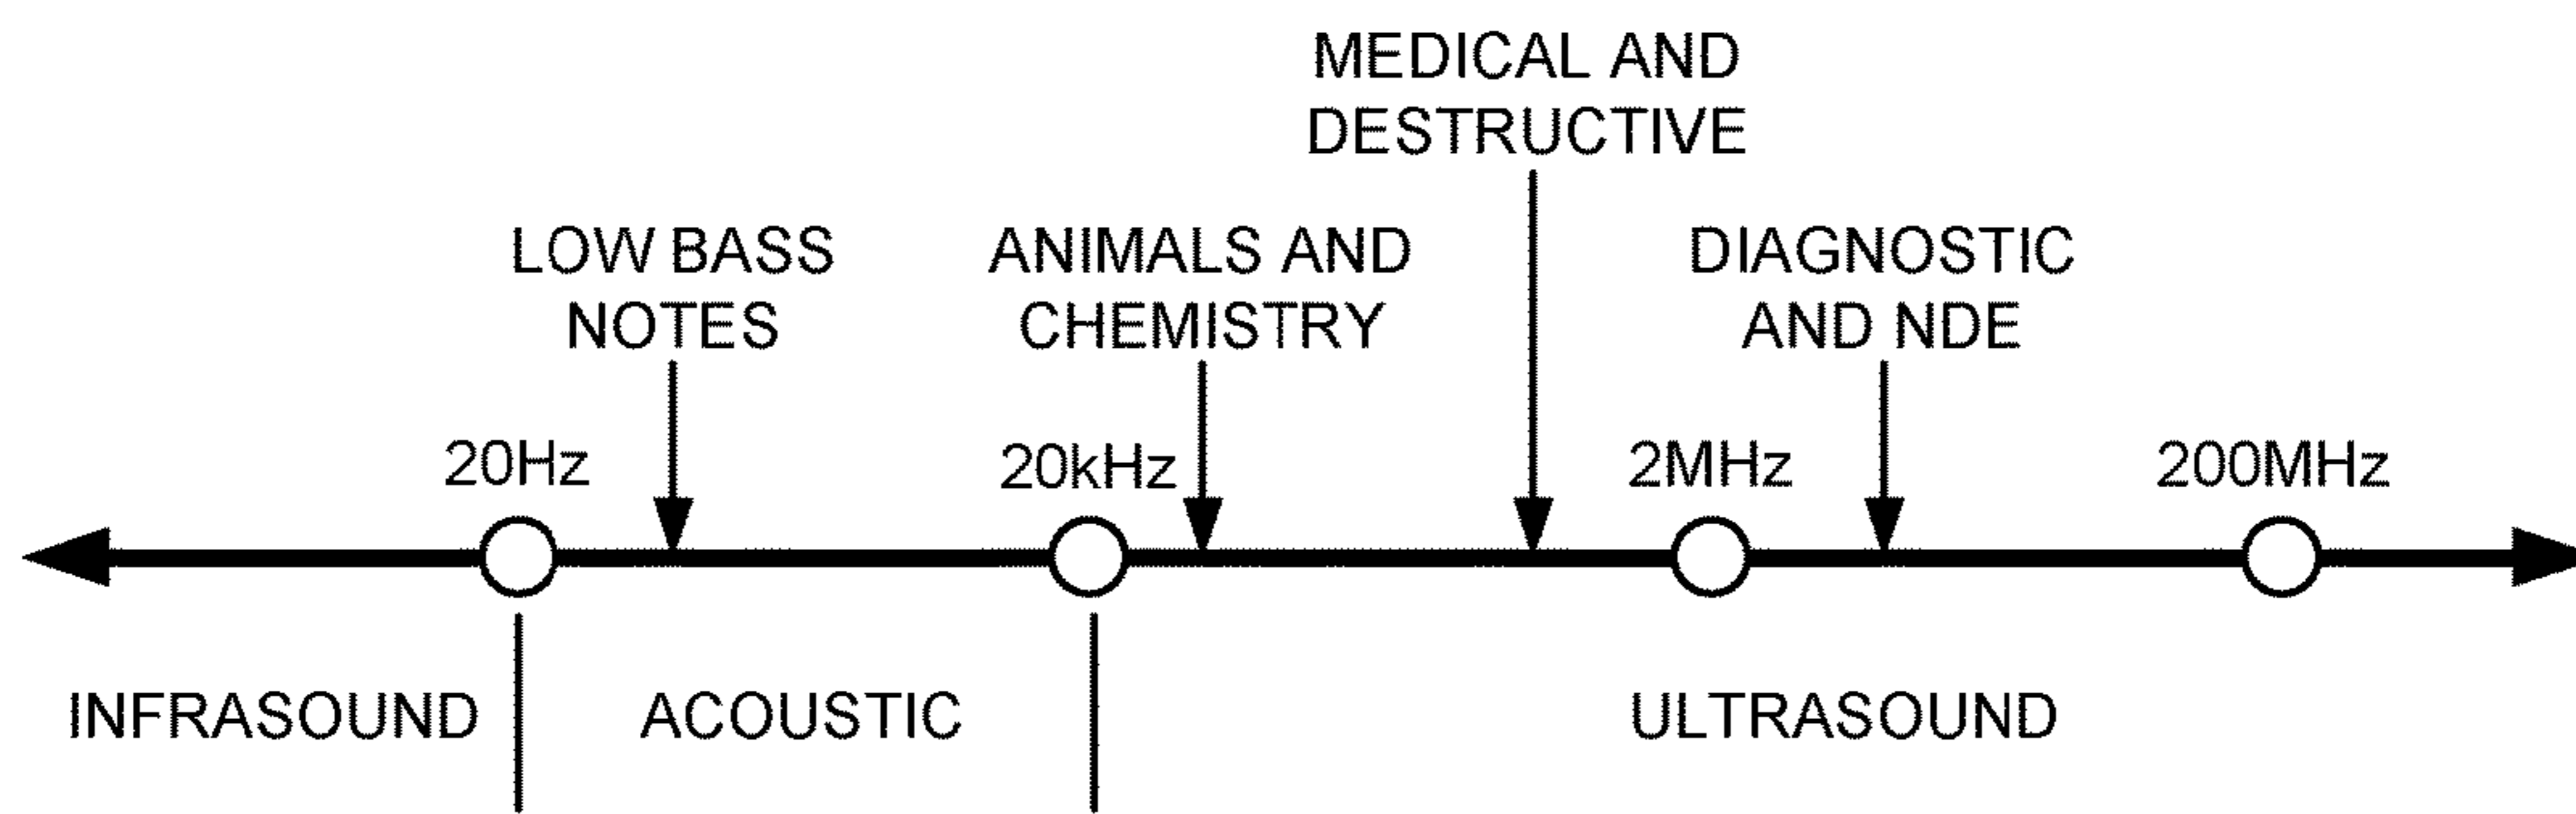 MEDICAL AND
DESTRUCTIVE
LOW BASS
NOTES
ANIMALS AND
CHEMISTRY
DIAGNOSTIC
AND NDE
20Hz
20kHz
2MHz
200MHz
INFRASOUND
ACOUSTIC
ULTRASOUND